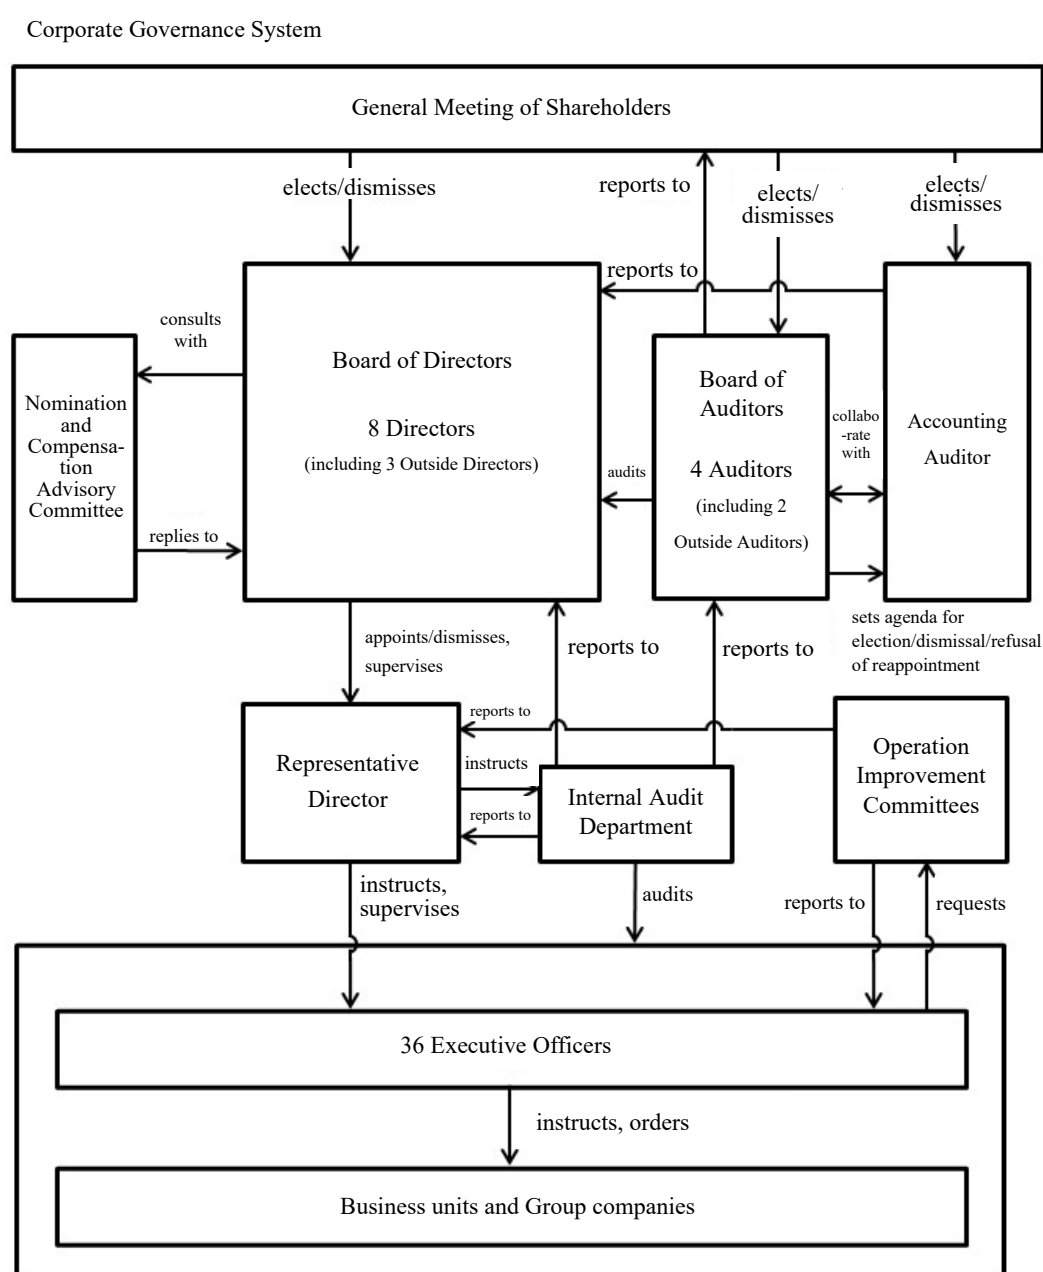 Corporate Governance System
General Meeting of Shareholders
elects/dismisses
reports to
elects/
dismisses
elects/
dismisses
reports to
consults
with
Board of Directors
8 Directors
(including 3 Outside Directors)
Nomination
and
Compensa-
tion
Advisory
Committee
replies to
audits
Board of
Auditors
4 Auditors
(including 2
Outside Auditors)
collabo
-rate
with
Accounting
Auditor
sets agenda for
election/dismissal/refusal
of reappointment
appoints/dismisses,
supervises
reports to
reports to
reports to
Representative
Director
instructs
reports to
Internal Audit
Department
Operation
Improvement
Committees
instructs,
supervises
audits
reports to
requests
36 Executive Officers
instructs, orders
Business units and Group companies